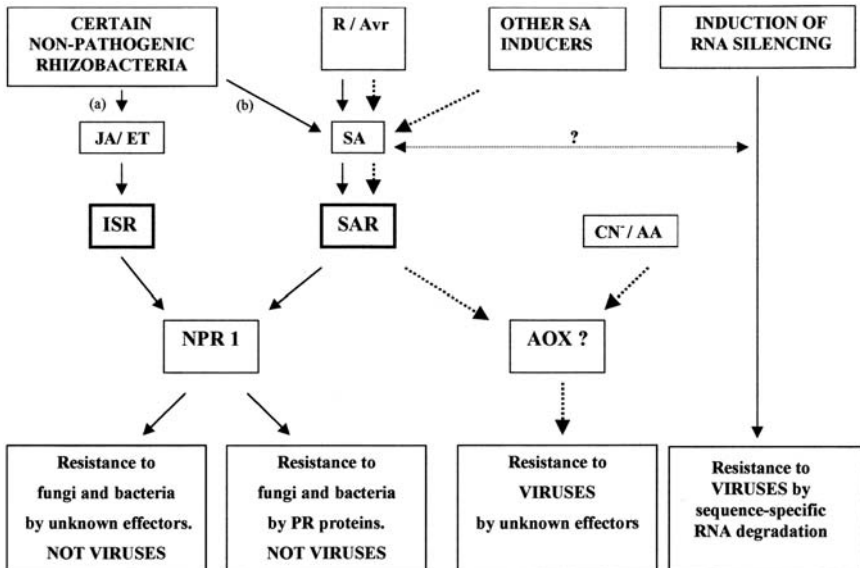 CERTAIN
NON-PATHOGENIC
RHIZOBACTERIA
R / Avr
OTHER SA
INDUCERS
INDUCTION OF
RNA SILENCING
(a)
(b)
JA/ ET
SA
?
ISR
SAR
CN⁻/ AA
NPR 1
AOX ?
Resistance to
fungi and bacteria
by unknown effectors.
NOT VIRUSES
Resistance to
fungi and bacteria
by PR proteins.
NOT VIRUSES
Resistance to
VIRUSES
by unknown effectors
Resistance to
VIRUSES by
sequence-specific
RNA degradation